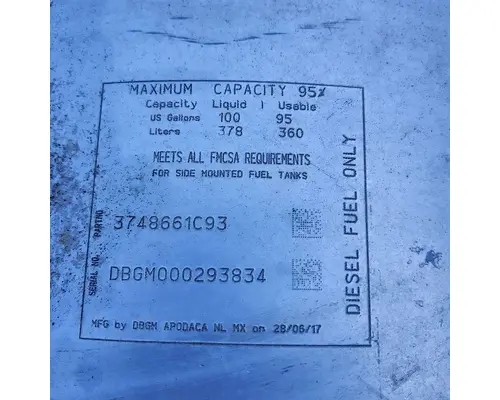 MAXIMUM CAPACITY 95%
Capacity Liquid | Usable
US Gallons 100 95
Liters 378 360
MEETS ALL FMCSA REQUIREMENTS
FOR SIDE MOUNTED FUEL TANKS
PARTNO 3748661C93
SERIAL NO. DBGM000293834
MFG by DBGM APODACA NL MX on 28/06/17
DIESEL FUEL ONLY